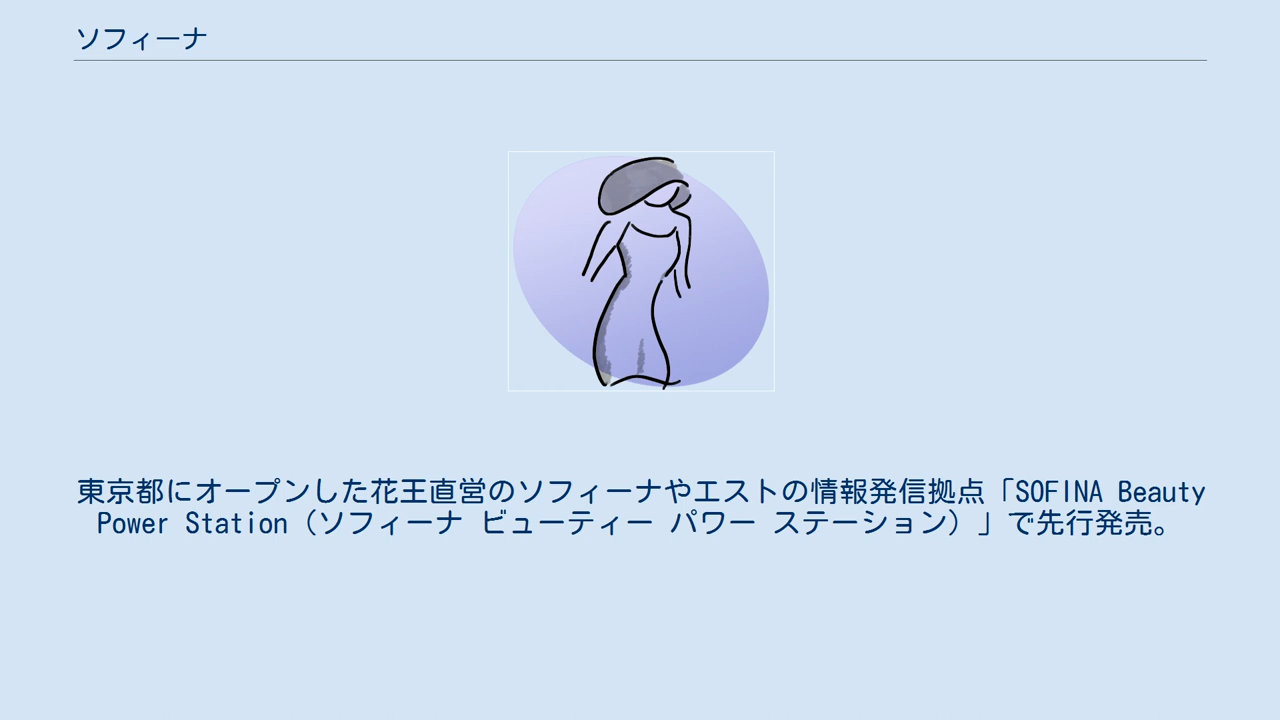 ソフィーナ
東京都にオープンした花王直営のソフィーナやエストの情報発信拠点「SOFINA Beauty
Power Station（ソフィーナ ビューティー パワー ステーション）」で先行発売。